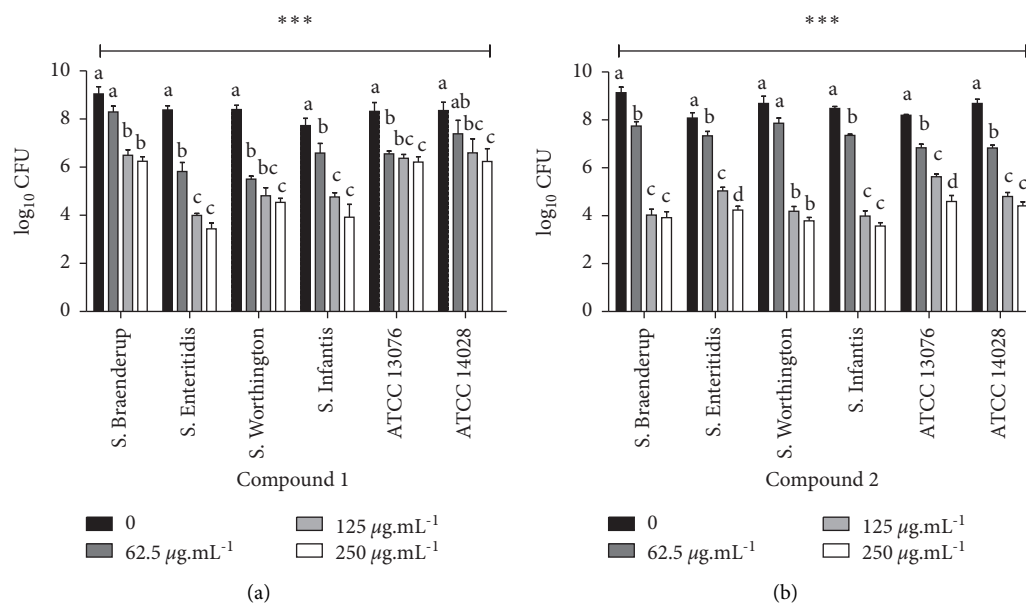 ***
10
8
6
4
2
0
log10 CFU
a a b b
a b c c
a b bc c
a b c c
a b bc c
a ab bc c
S. Braenderup
S. Enteritidis
S. Worthington
S. Infantis
ATCC 13076
ATCC 14028
Compound 1
0
62.5 µg.mL-1
125 µg.mL-1
250 µg.mL-1
(a)
***
10
8
6
4
2
0
log10 CFU
a b c c
a b c d
a a b b
a b c c
a b c d
a b c c
S. Braenderup
S. Enteritidis
S. Worthington
S. Infantis
ATCC 13076
ATCC 14028
Compound 2
0
62.5 µg.mL-1
125 µg.mL-1
250 µg.mL-1
(b)